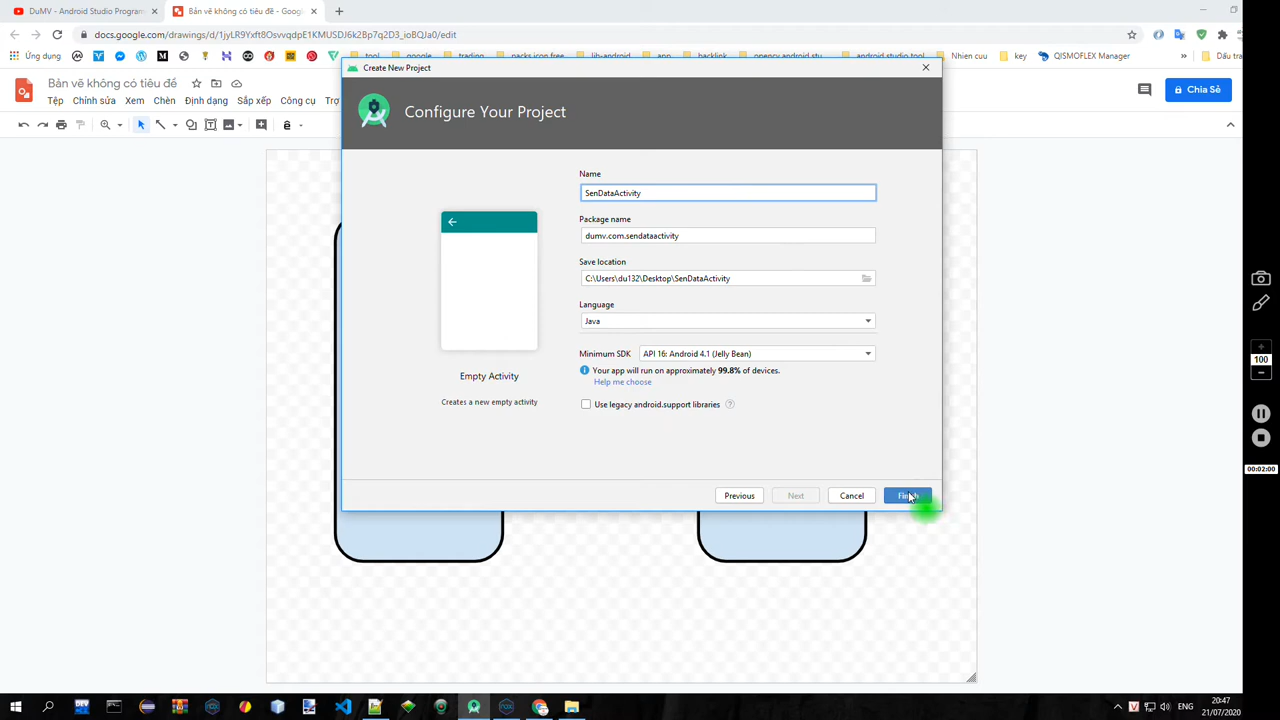 DuMV - Android Studio Program
Bản vẽ không có tiêu đề - Goog
docs.google.com/drawings/d/1jyLR9Yxft8OsvvqdpE1KMUSDJ6k2Bp7q2D3_ioBQJa0/edit
Ứng dụng
tool
google
trading
packs icon_free
lib-android
app
backlink
opencv android stu
android studio tool
Nhien cuu
key
QISMOFLEX Manager
»
Dấu tra
Bản vẽ không có tiêu đề
Tệp Chỉnh sửa Xem Chèn Định dạng Sắp xếp Công cụ
Chia Sẻ
Create New Project
Configure Your Project
Name
SenDataActivity
Package name
dumv.com.sendataactivity
Save location
C:\Users\du132\Desktop\SenDataActivity
Language
Java
Minimum SDK API 16: Android 4.1 (Jelly Bean)
Your app will run on approximately 99.8% of devices.
Help me choose
Use legacy android.support libraries
Empty Activity
Creates a new empty activity
Previous Next Cancel Finish
100
00:02:00
ENG
20:47
21/07/2020